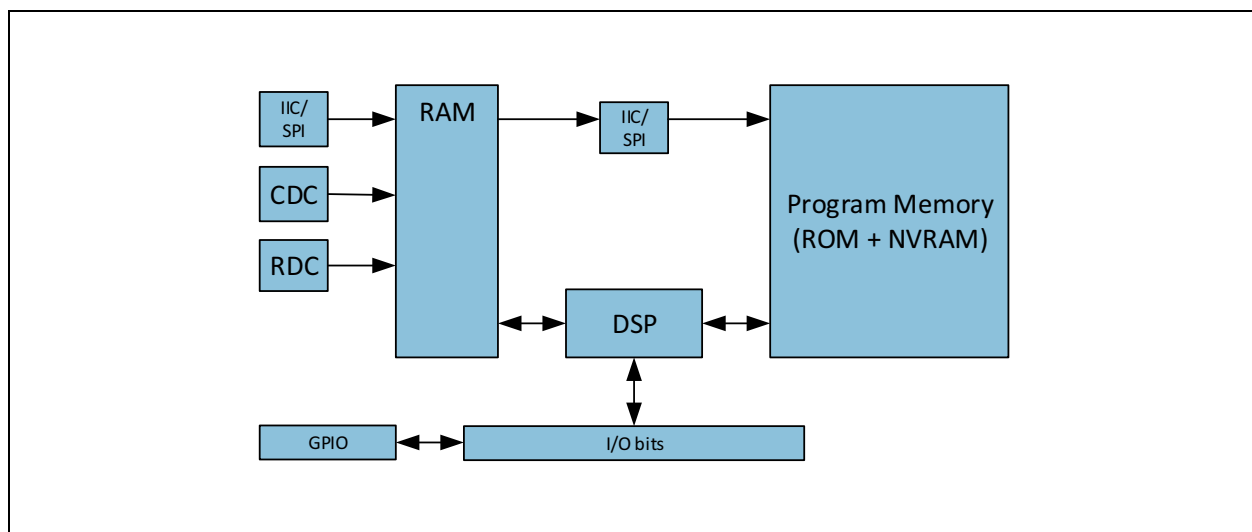 IIC/
SPI
RAM
IIC/
SPI
CDC
RDC
Program Memory
(ROM + NVRAM)
DSP
GPIO
I/O bits